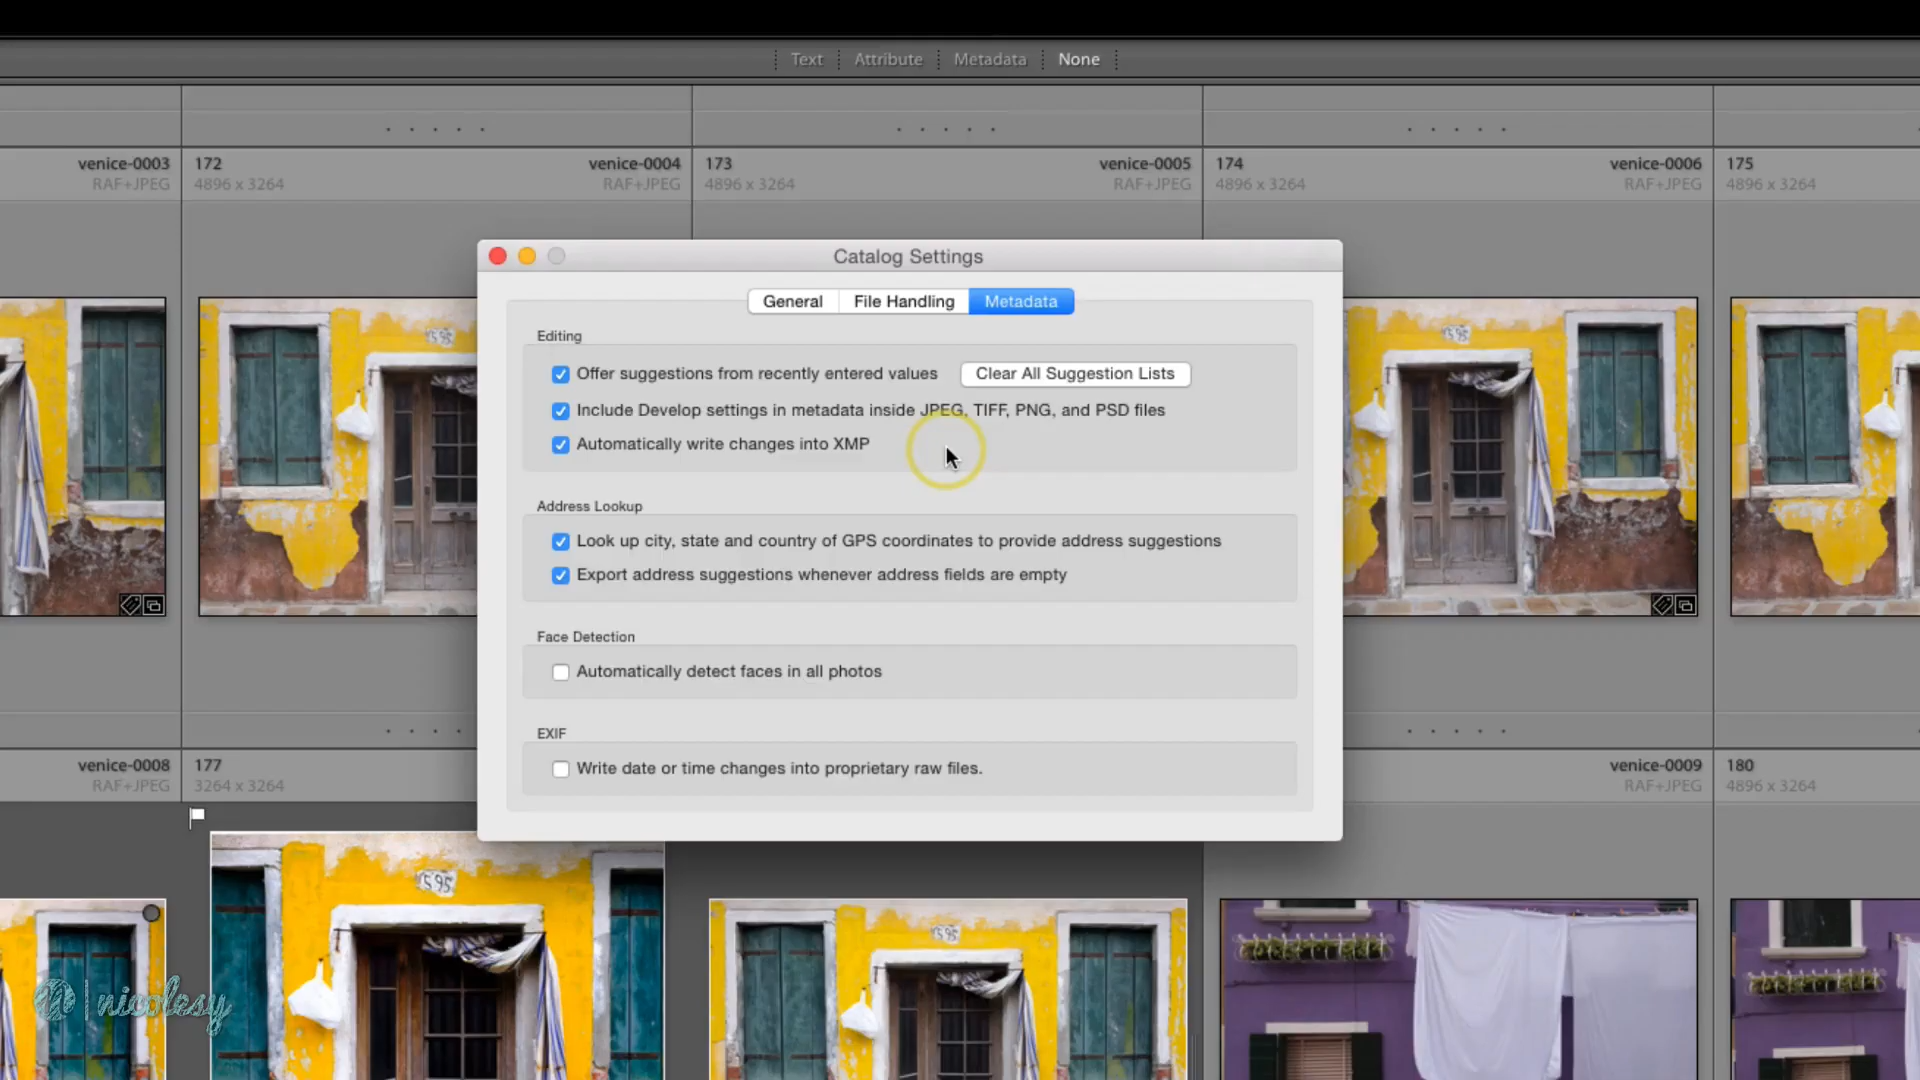 Text Attribute Metadata None
venice-0003 172 venice-0004 173 venice-0005 174 venice-0006 175
RAF+JPEG 4896 x 3264 RAF+JPEG 4896 x 3264 RAF+JPEG 4896 x 3264 RAF+JPEG 4896 x 3264
Catalog Settings
General File Handling Metadata
Editing
Offer suggestions from recently entered values Clear All Suggestion Lists
Include Develop settings in metadata inside JPEG, TIFF, PNG, and PSD files
Automatically write changes into XMP
Address Lookup
Look up city, state and country of GPS coordinates to provide address suggestions
Export address suggestions whenever address fields are empty
Face Detection
Automatically detect faces in all photos
EXIF
Write date or time changes into proprietary raw files.
venice-0008 177 venice-0009 180
RAF+JPEG 3264 x 3264 RAF+JPEG 4896 x 3264
595
595
595
595
nicolesy